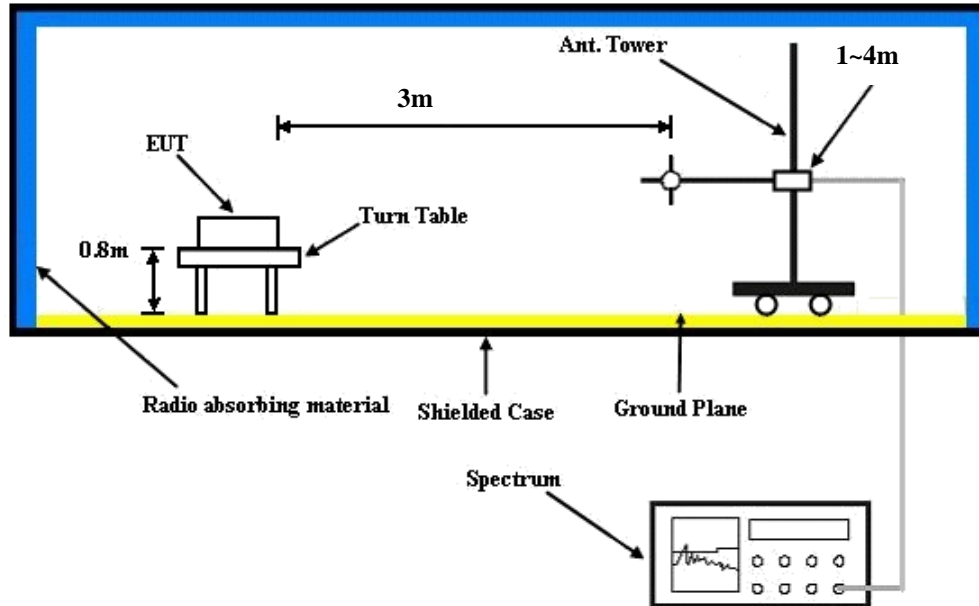 Ant. Tower
1~4m
3m
EUT
Turn Table
0.8m
Radio absorbing material
Shielded Case
Ground Plane
Spectrum